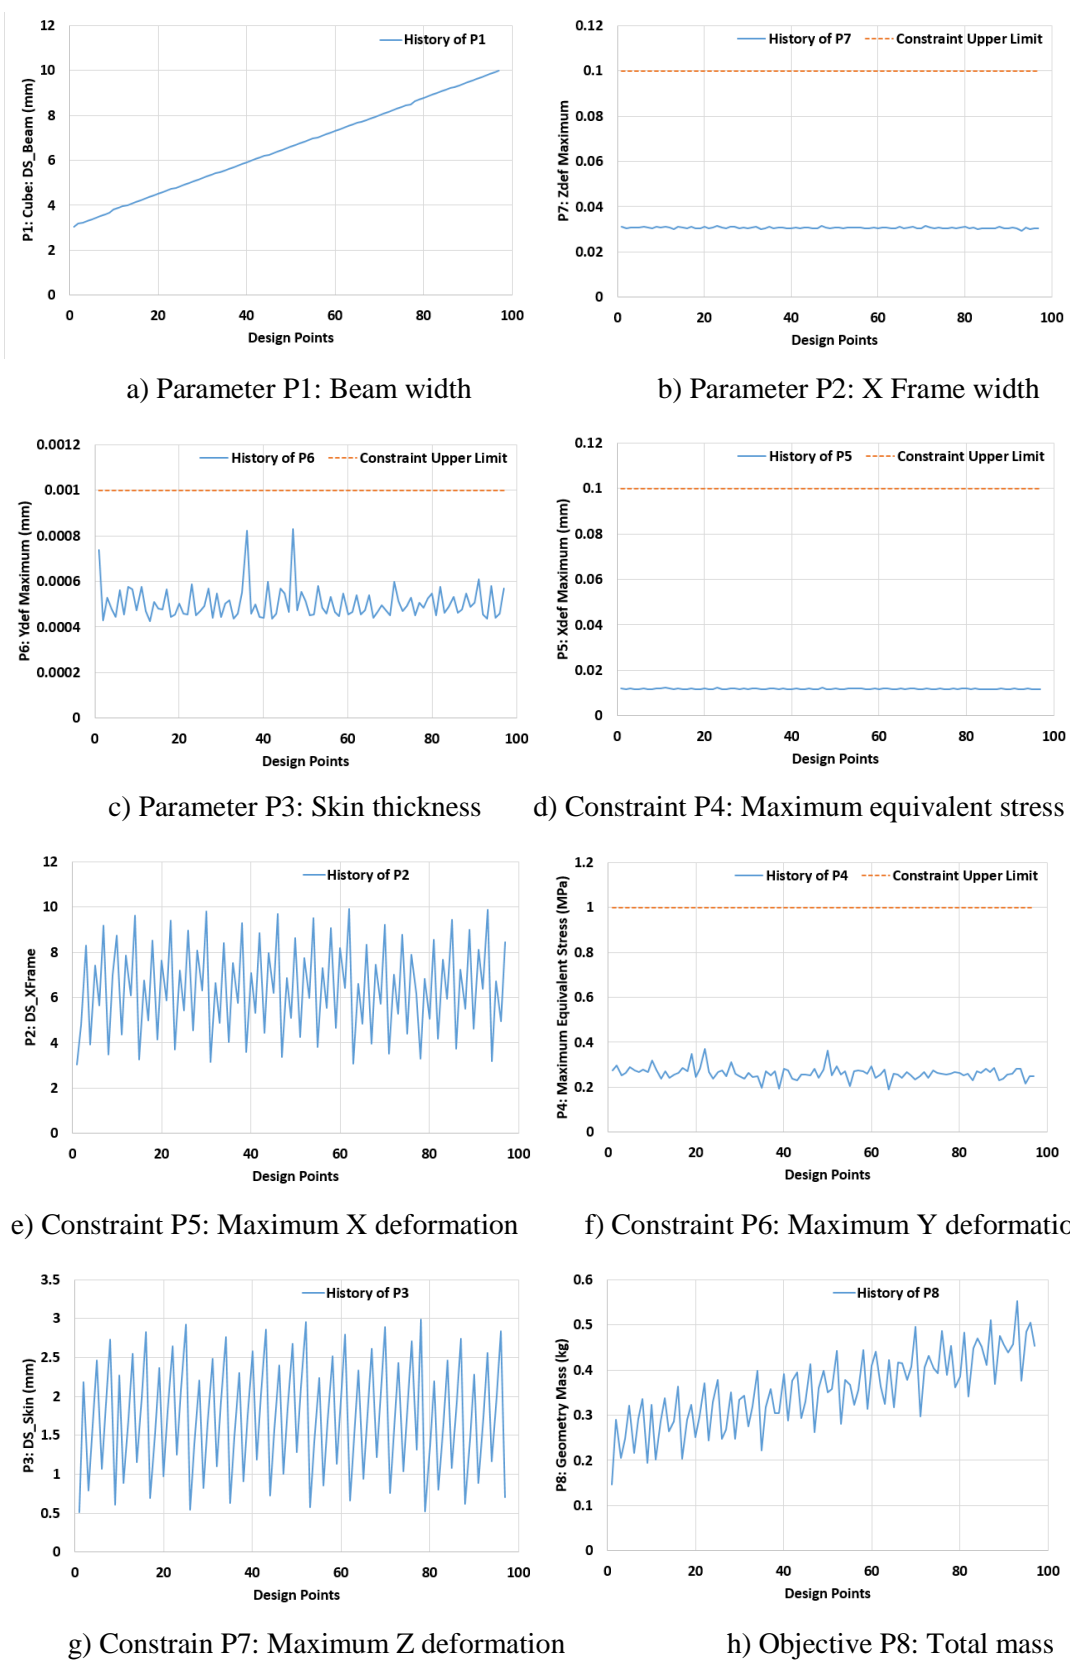 12
History of P1
10
8
6
4
2
0
P1: Cube: DS_Beam (mm)
0 20 40 60 80 100
Design Points
a) Parameter P1: Beam width
0.12
History of P7 Constraint Upper Limit
0.1
0.08
0.06
0.04
0.02
0
P7: Zdef Maximum
0 20 40 60 80 100
Design Points
b) Parameter P2: X Frame width
0.0012
History of P6 Constraint Upper Limit
0.001
0.0008
0.0006
0.0004
0.0002
0
P6: Ydef Maximum (mm)
0 20 40 60 80 100
Design Points
c) Parameter P3: Skin thickness
0.12
History of P5 Constraint Upper Limit
0.1
0.08
0.06
0.04
0.02
0
P5: Xdef Maximum (mm)
0 20 40 60 80 100
Design Points
d) Constraint P4: Maximum equivalent stress
12
History of P2
10
8
6
4
2
0
P2: DS_XFrame
0 20 40 60 80 100
Design Points
e) Constraint P5: Maximum X deformation
1.2
History of P4 Constraint Upper Limit
1
0.8
0.6
0.4
0.2
0
P4: Maximum Equivalent Stress (MPa)
0 20 40 60 80 100
Design Points
f) Constraint P6: Maximum Y deformatio
3.5
History of P3
3
2.5
2
1.5
1
0.5
0
P3: DS_Skin (mm)
0 20 40 60 80 100
Design Points
g) Constrain P7: Maximum Z deformation
0.6
History of P8
0.5
0.4
0.3
0.2
0.1
0
P8: Geometry Mass (kg)
0 20 40 60 80 100
Design Points
h) Objective P8: Total mass